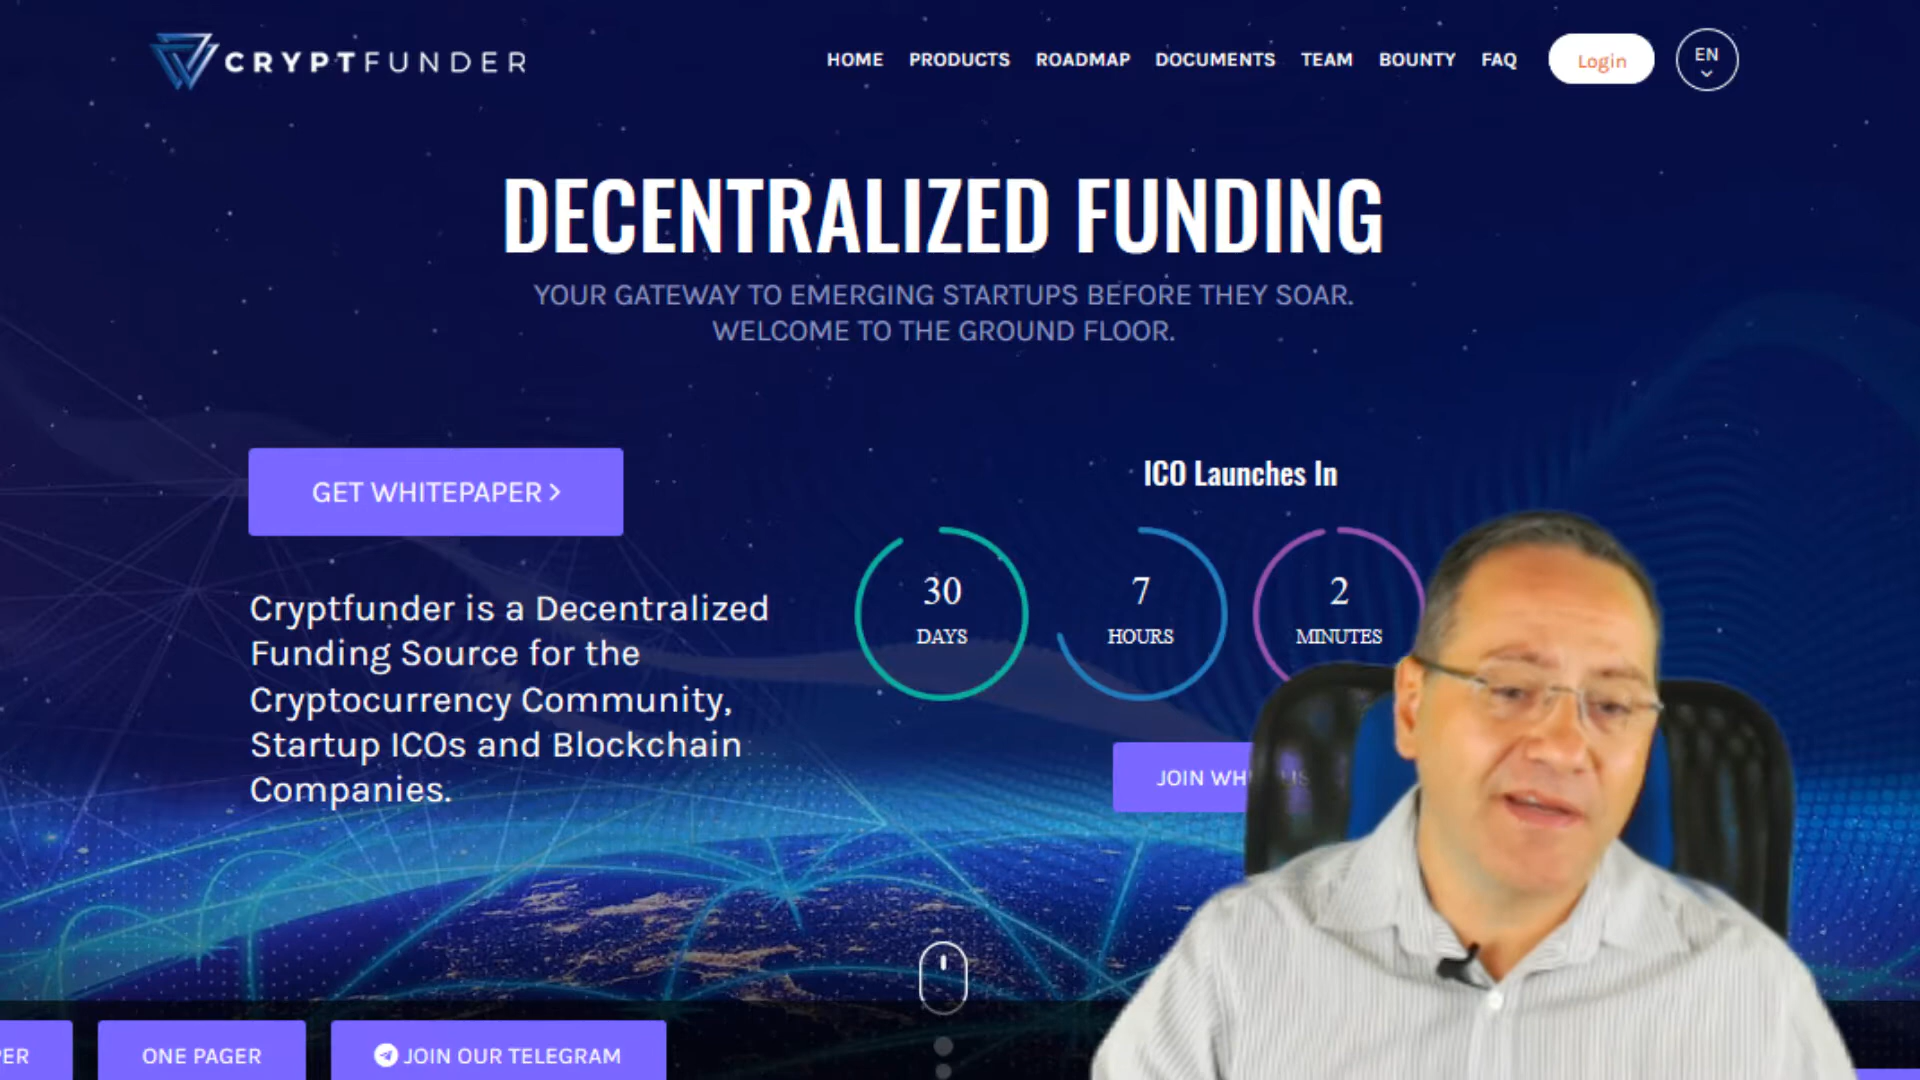 CRYPTFUNDER
HOME PRODUCTS ROADMAP DOCUMENTS TEAM BOUNTY FAQ Login EN
DECENTRALIZED FUNDING
YOUR GATEWAY TO EMERGING STARTUPS BEFORE THEY SOAR.
WELCOME TO THE GROUND FLOOR.
GET WHITEPAPER >
Cryptfunder is a Decentralized
Funding Source for the
Cryptocurrency Community,
Startup ICOs and Blockchain
Companies.
ICO Launches In
30 7 2
DAYS HOURS MINUTES
JOIN
ONE PAGER
JOIN OUR TELEGRAM